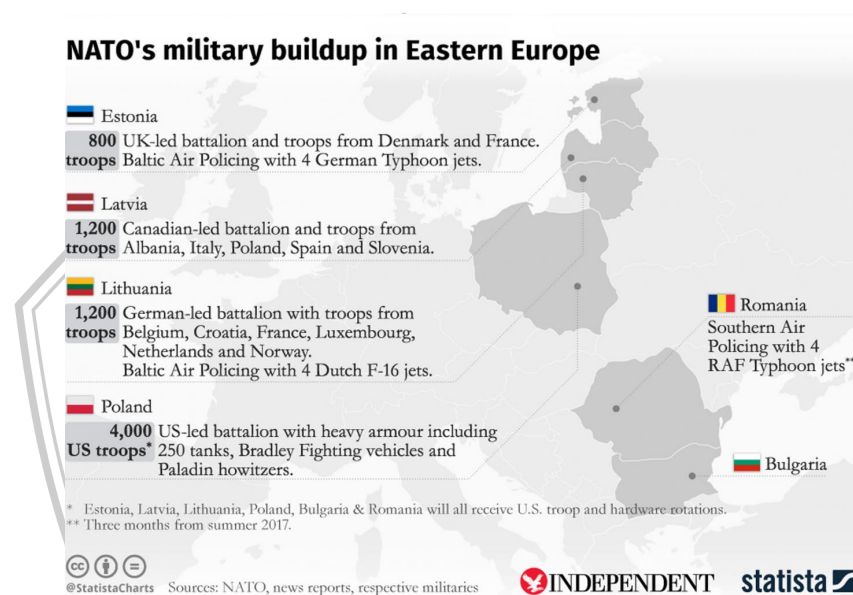 NATO's military buildup in Eastern Europe
Estonia
800 UK-led battalion and troops from Denmark and France.
troops Baltic Air Policing with 4 German Typhoon jets.
Latvia
1,200 Canadian-led battalion and troops from
troops Albania, Italy, Poland, Spain and Slovenia.
Lithuania
1,200 German-led battalion with troops from
troops Belgium, Croatia, France, Luxembourg,
Netherlands and Norway.
Baltic Air Policing with 4 Dutch F-16 jets.
Poland
4,000 US-led battalion with heavy armour including
US troops* 250 tanks, Bradley Fighting vehicles and
Paladin howitzers.
Romania
Southern Air
Policing with 4
RAF Typhoon jets**
Bulgaria
* Estonia, Latvia, Lithuania, Poland, Bulgaria & Romania will all receive U.S. troop and hardware rotations.
** Three months from summer 2017.
cc
@StatistaCharts Sources: NATO, news reports, respective militaries
INDEPENDENT
statista